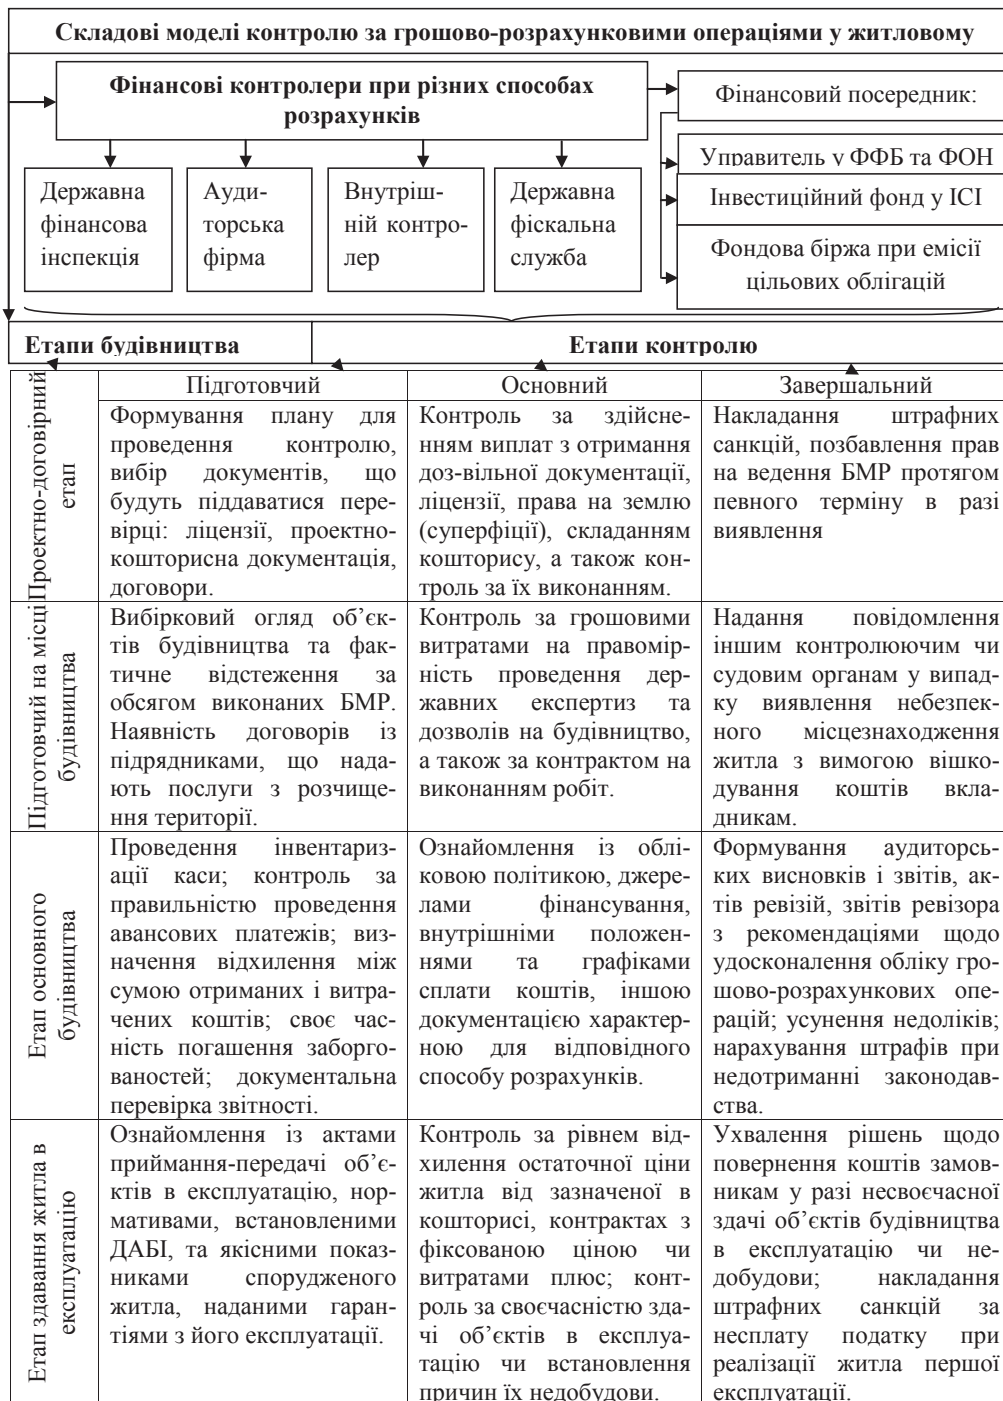 Складові моделі контролю за грошово-розрахунковими операціями у житловому
Фінансові контролери при різних способах
розрахунків
Фінансовий посередник:
Управитель у ФФБ та ФОН
Інвестиційний фонд у ІСІ
Фондова біржа при емісії
цільових облігацій
Державна
фінансова
інспекція
Ауди-
торська
фірма
Внутріш-
ній контро-
лер
Державна
фіскальна
служба
Етапи будівництва
Етапи контролю
Підготовчий
Основний
Завершальний
Проектно-договірний
етап
Формування плану для
проведення контролю,
вибір документів, що
будуть піддаватися пере-
вірці: ліцензії, проектно-
кошторисна документація,
договори.
Контроль за здійсне-
нням виплат з отримання
доз-вільної документації,
ліцензії, права на землю
(суперфіції), складанням
кошторису, а також кон-
троль за їх виконанням.
Накладання штрафних
санкцій, позбавлення прав
на ведення БМР протягом
певного терміну в разі
виявлення
Підготовчий на місці
будівництва
Вибірковий огляд об’єк-
тів будівництва та фак-
тичне відстеження за
обсягом виконаних БМР.
Наявність договорів із
підрядниками, що нада-
ють послуги з розчище-
ння території.
Контроль за грошовими
витратами на правомір-
ність проведення дер-
жавних експертиз та
дозволів на будівництво,
а також за контрактом на
виконанням робіт.
Надання повідомлення
іншим контролюючим чи
судовим органам у випад-
ку виявлення небезпек-
ного місцезнаходження
житла з вимогою вішко-
дування коштів вкла-
дникам.
Етап основного
будівництва
Проведення інвентариз-
ації каси; контроль за
правильністю проведення
авансових платежів; виз-
начення відхилення між
сумою отриманих і витра-
чених коштів; своє час-
ність погашення заборго-
ваностей; документальна
перевірка звітності.
Ознайомлення із облі-
ковою політикою, джере-
лами фінансування,
внутрішніми положен-
нями та графіками
сплати коштів, іншою
документацією характер-
ною для відповідного
способу розрахунків.
Формування аудиторсь-
ких висновків і звітів, ак-
тів ревізій, звітів ревізора
з рекомендаціями щодо
удосконалення обліку гро-
шово-розрахункових опе-
рацій; усунення недоліків;
нарахування штрафів при
недотриманні законодав-
ства.
Етап здавання житла в
експлуатацію
Ознайомлення із актами
приймання-передачі об’є-
ктів в експлуатацію, нор-
мативами, встановленими
ДАБІ, та якісними показ-
никами спорудженого
житла, наданими гаран-
тіями з його експлуатації.
Контроль за рівнем від-
хилення остаточної ціни
житла від зазначеної в
кошторисі, контрактах з
фіксованою ціною чи
витратами плюс; конт-
роль за своєчасністю зда-
чі об’єктів в експлуа-
тацію чи встановлення
причин їх недобудови.
Ухвалення рішень щодо
повернення коштів замов-
никам у разі несвоєчасної
здачі об’єктів будівництва
в експлуатацію чи не-
добудови; накладання
штрафних санкцій за
несплату податку при
реалізації житла першої
експлуатації.